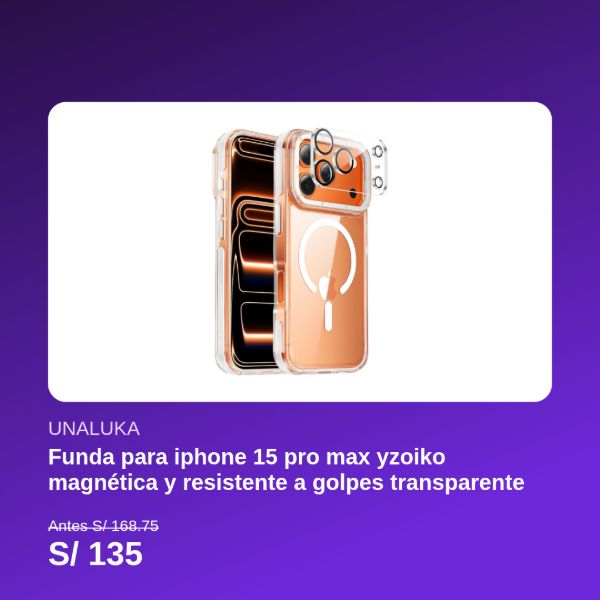 UNALUKA
Funda para iphone 15 pro max yzoiko
magnética y resistente a golpes transparente
Antes S/ 168.75
S/ 135